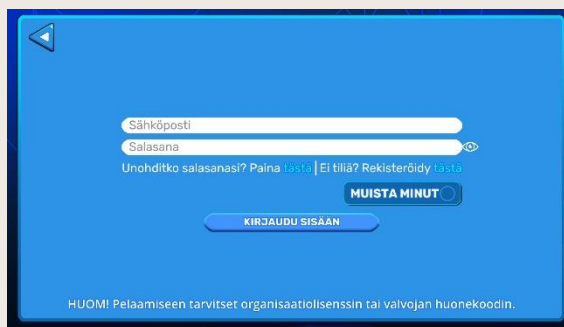 Sähköposti
Salasana
Unohditko salasanasi? Paina tästä | Ei tiliä? Rekisteröidy tästä
MUISTA MINUT
KIRJAUDU SISÄÄN
HUOM! Pelaamiseen tarvitset organisaatiolisenssin tai valvojan huonekoodin.